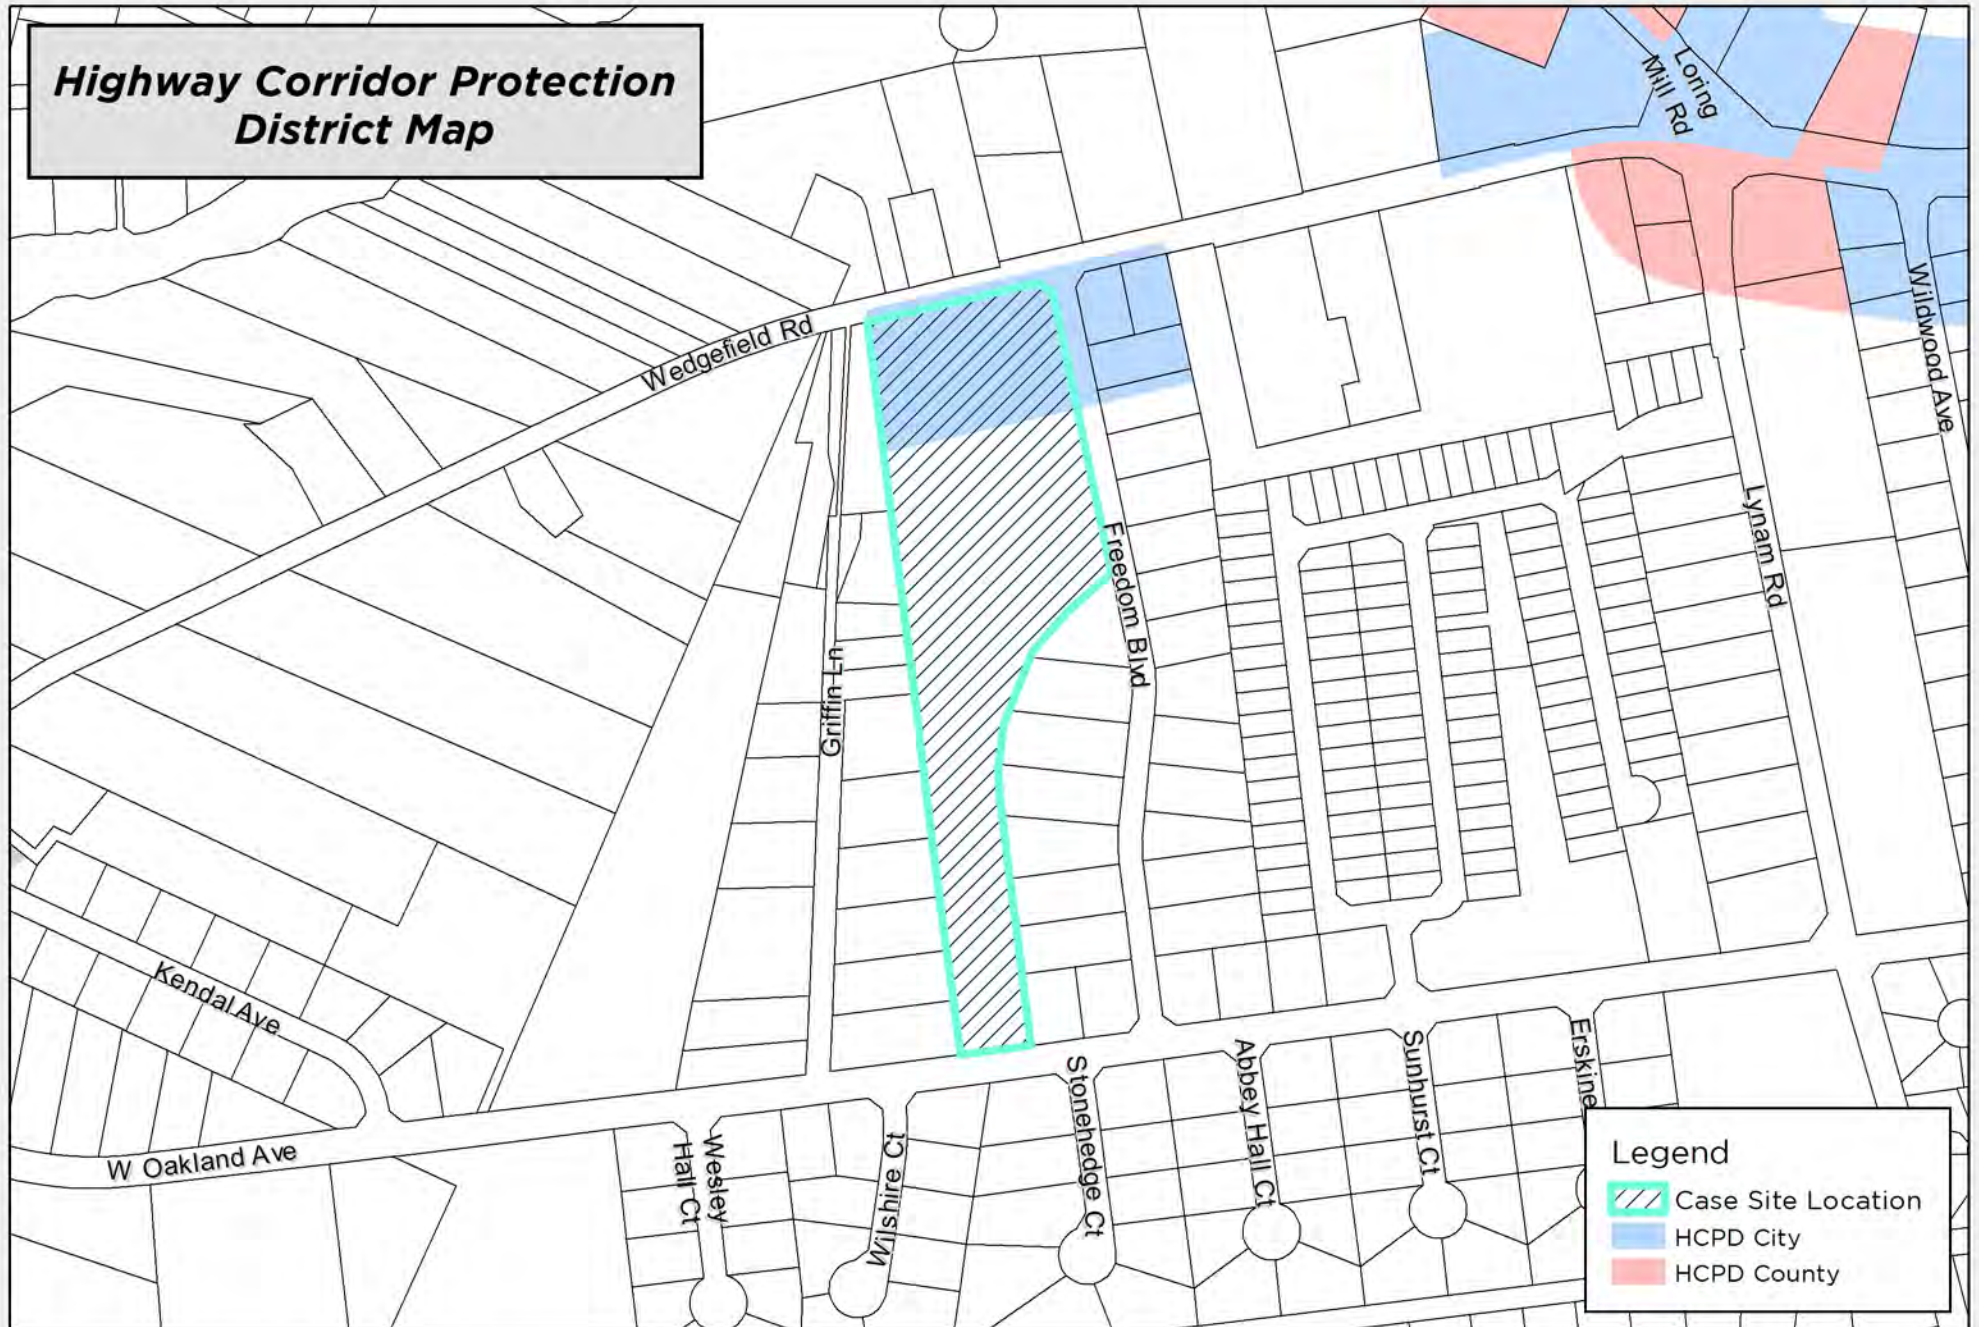 Highway Corridor Protection
District Map
Loring
Mill Rd
Wedgefield Rd
Wildwood Ave
Lynam Rd
Freedom Blvd
Griffin Ln
Kendal Ave
W Oakland Ave
Wesley
Hall Ct
Wilshire Ct
Stonehedge Ct
Abbey Hall Ct
Sunhurst Ct
Erskine
Legend
Case Site Location
HCPD City
HCPD County